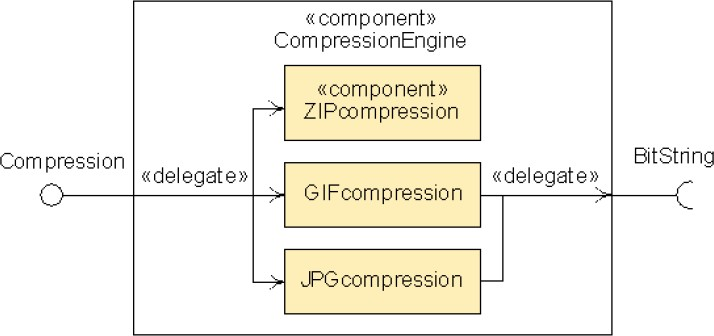 «component»
CompressionEngine
«component»
ZIPcompression
Compression
«delegate»
GIFcompression
«delegate»
BitString
JPGcompression